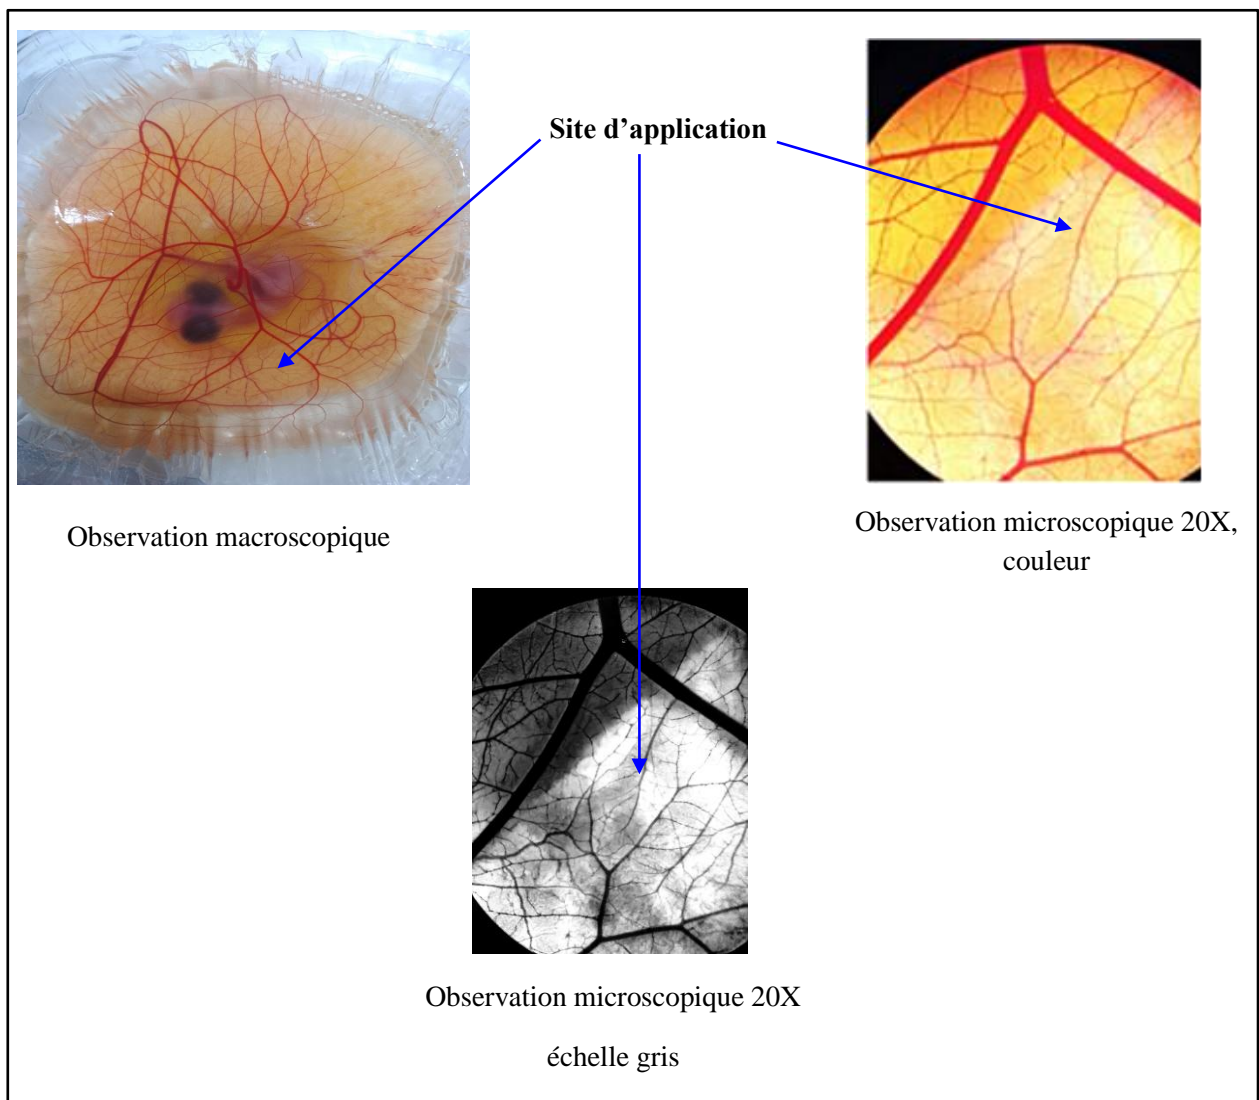 Site d’application
Observation macroscopique
Observation microscopique 20X,
couleur
Observation microscopique 20X
échelle gris